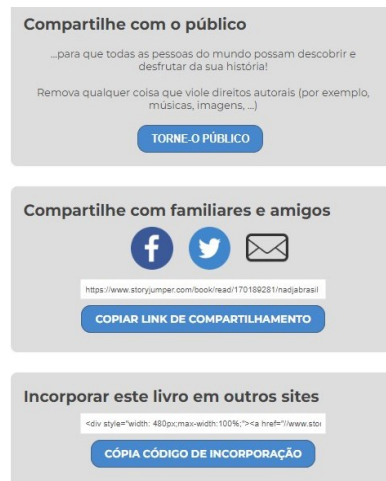 Compartilhe com o público
...para que todas as pessoas do mundo possam descobrir e
desfrutar da sua história!
Remova qualquer coisa que viole direitos autorais (por exemplo,
músicas, imagens, ...)
TORNE-O PÚBLICO
Compartilhe com familiares e amigos
https://www.storyjumper.com/book/read/170189281/nadjabrasil
COPIAR LINK DE COMPARTILHAMENTO
Incorporar este livro em outros sites
<div style="width: 480px;max-width:100%;"><a href="//www.stor
CÓPIA CÓDIGO DE INCORPORAÇÃO